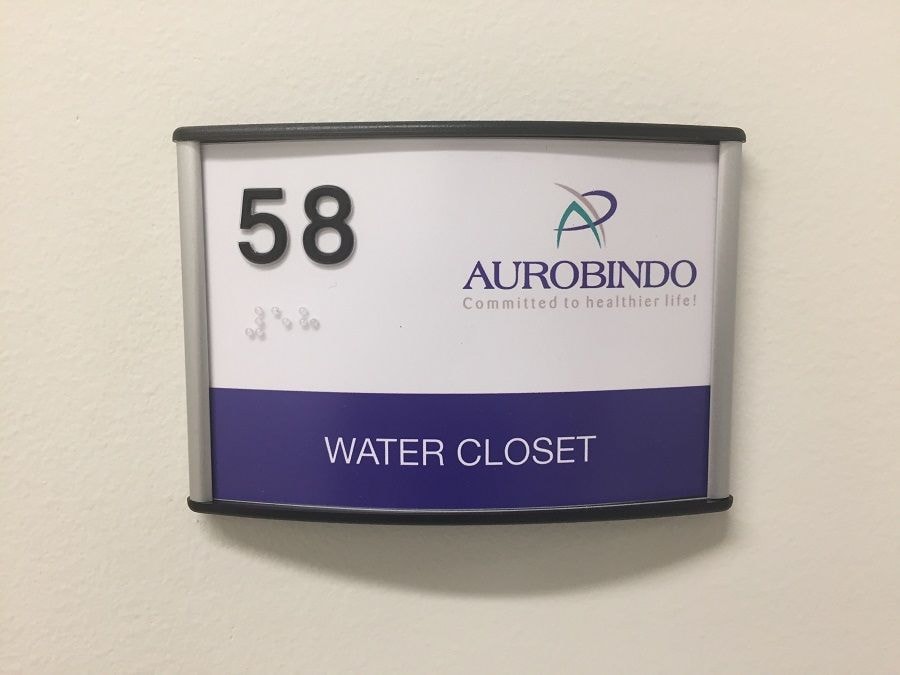 58
⠼⠑⠓
AUROBINDO
Committed to healthier life!
WATER CLOSET